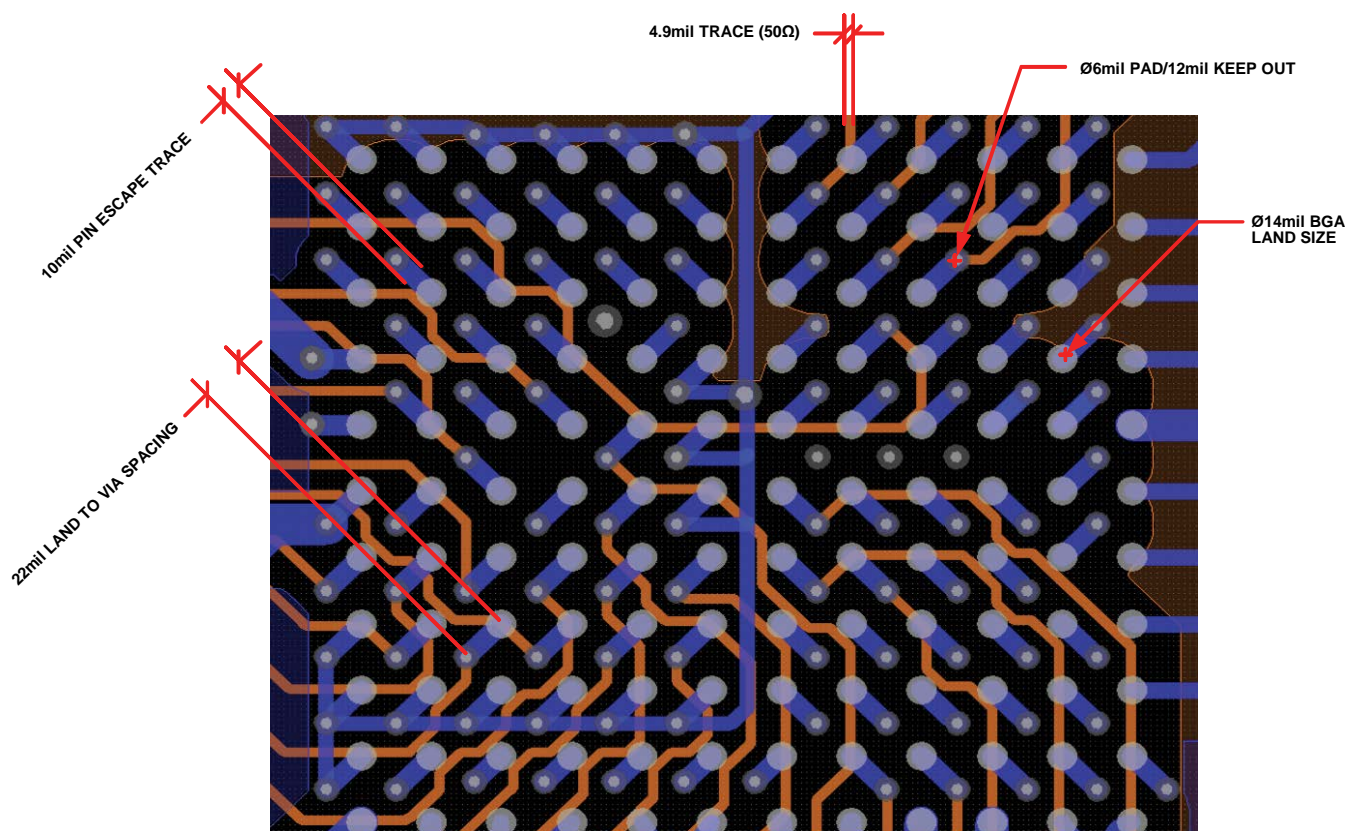 4.9mil TRACE (50Ω)
Ø6mil PAD/12mil KEEP OUT
10mil PIN ESCAPE TRACE
Ø14mil BGA
LAND SIZE
22mil LAND TO VIA SPACING